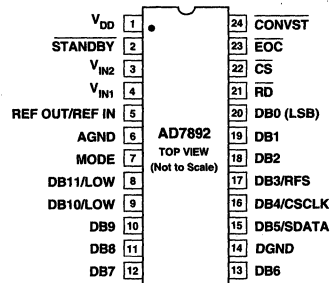 VDD 1 24 CONVST
STANDBY 2 23 EOC
VIN2 3 22 CS
VIN1 4 21 RD
REF OUT/REF IN 5 20 DB0 (LSB)
AGND 6 AD7892 19 DB1
MODE 7 TOP VIEW 18 DB2
(Not to Scale)
DB11/LOW 8 17 DB3/RFS
DB10/LOW 9 16 DB4/CSCLK
DB9 10 15 DB5/SDATA
DB8 11 14 DGND
DB7 12 13 DB6